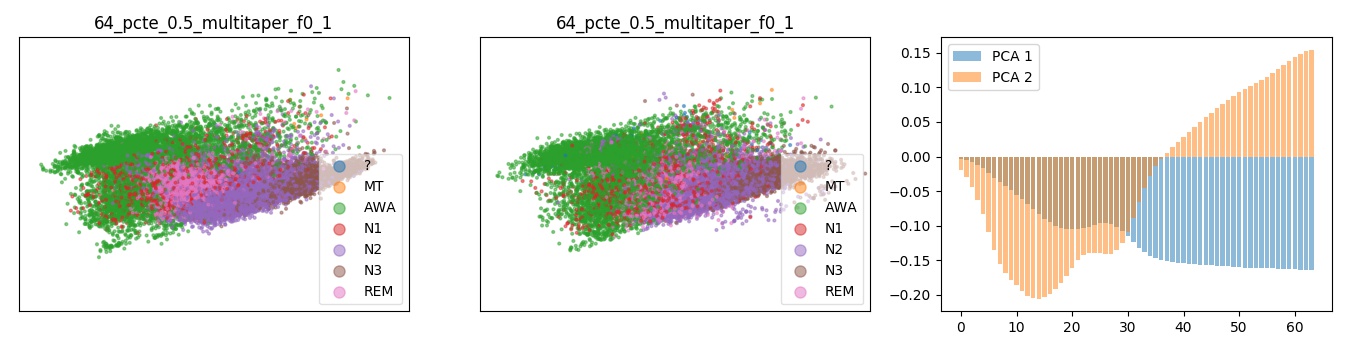 64_pcte_0.5_multitaper_f0_1
?
MT
AWA
N1
N2
N3
REM
64_pcte_0.5_multitaper_f0_1
?
MT
AWA
N1
N2
N3
REM
PCA 1
PCA 2
0.15
0.10
0.05
0.00
−0.05
−0.10
−0.15
−0.20
0 10 20 30 40 50 60